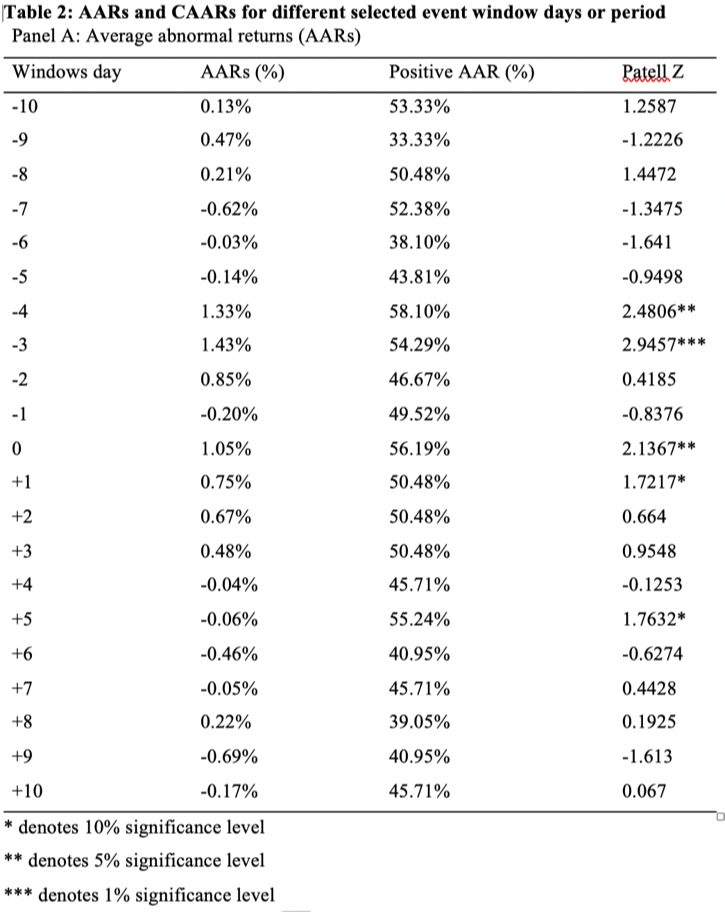 Table 2: AARs and CAARs for different selected event window days or period
Panel A: Average abnormal returns (AARs)
Windows day AARs (%) Positive AAR (%) Patell Z
-10 0.13% 53.33% 1.2587
-9 0.47% 33.33% -1.2226
-8 0.21% 50.48% 1.4472
-7 -0.62% 52.38% -1.3475
-6 -0.03% 38.10% -1.641
-5 -0.14% 43.81% -0.9498
-4 1.33% 58.10% 2.4806**
-3 1.43% 54.29% 2.9457***
-2 0.85% 46.67% 0.4185
-1 -0.20% 49.52% -0.8376
0 1.05% 56.19% 2.1367**
+1 0.75% 50.48% 1.7217*
+2 0.67% 50.48% 0.664
+3 0.48% 50.48% 0.9548
+4 -0.04% 45.71% -0.1253
+5 -0.06% 55.24% 1.7632*
+6 -0.46% 40.95% -0.6274
+7 -0.05% 45.71% 0.4428
+8 0.22% 39.05% 0.1925
+9 -0.69% 40.95% -1.613
+10 -0.17% 45.71% 0.067
* denotes 10% significance level
** denotes 5% significance level
*** denotes 1% significance level